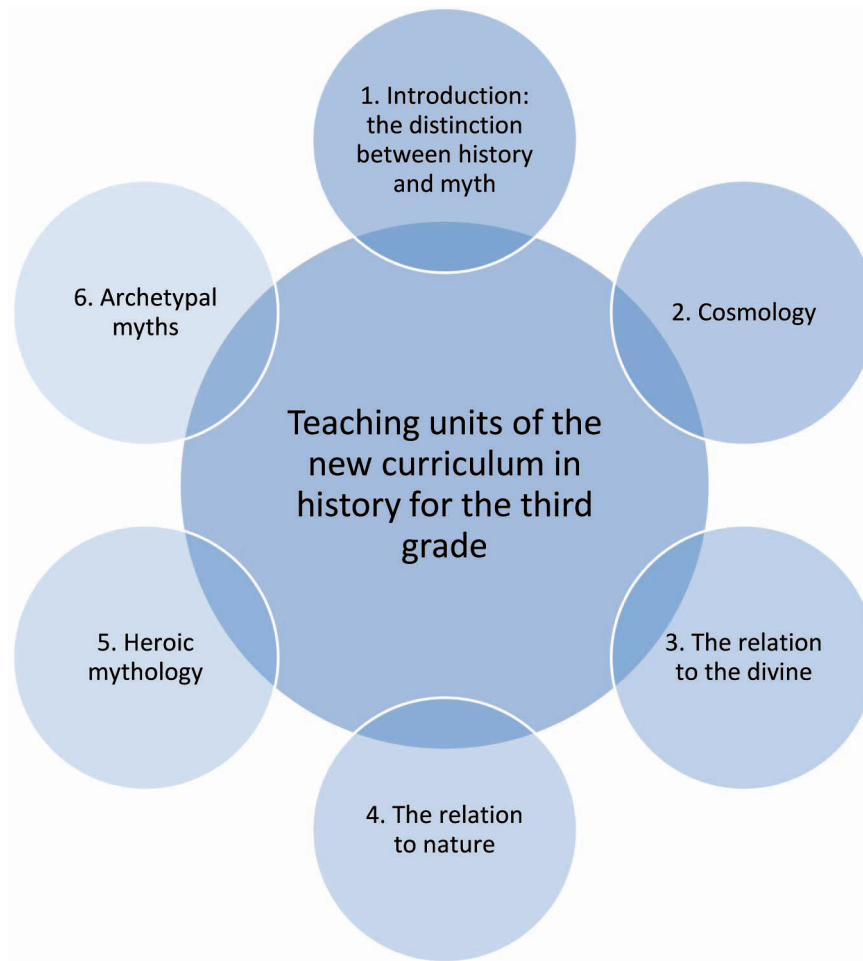 1. Introduction:
the distinction
between history
and myth
2. Cosmology
3. The relation
to the divine
4. The relation
to nature
5. Heroic
mythology
6. Archetypal
myths
Teaching units of the
new curriculum in
history for the third
grade